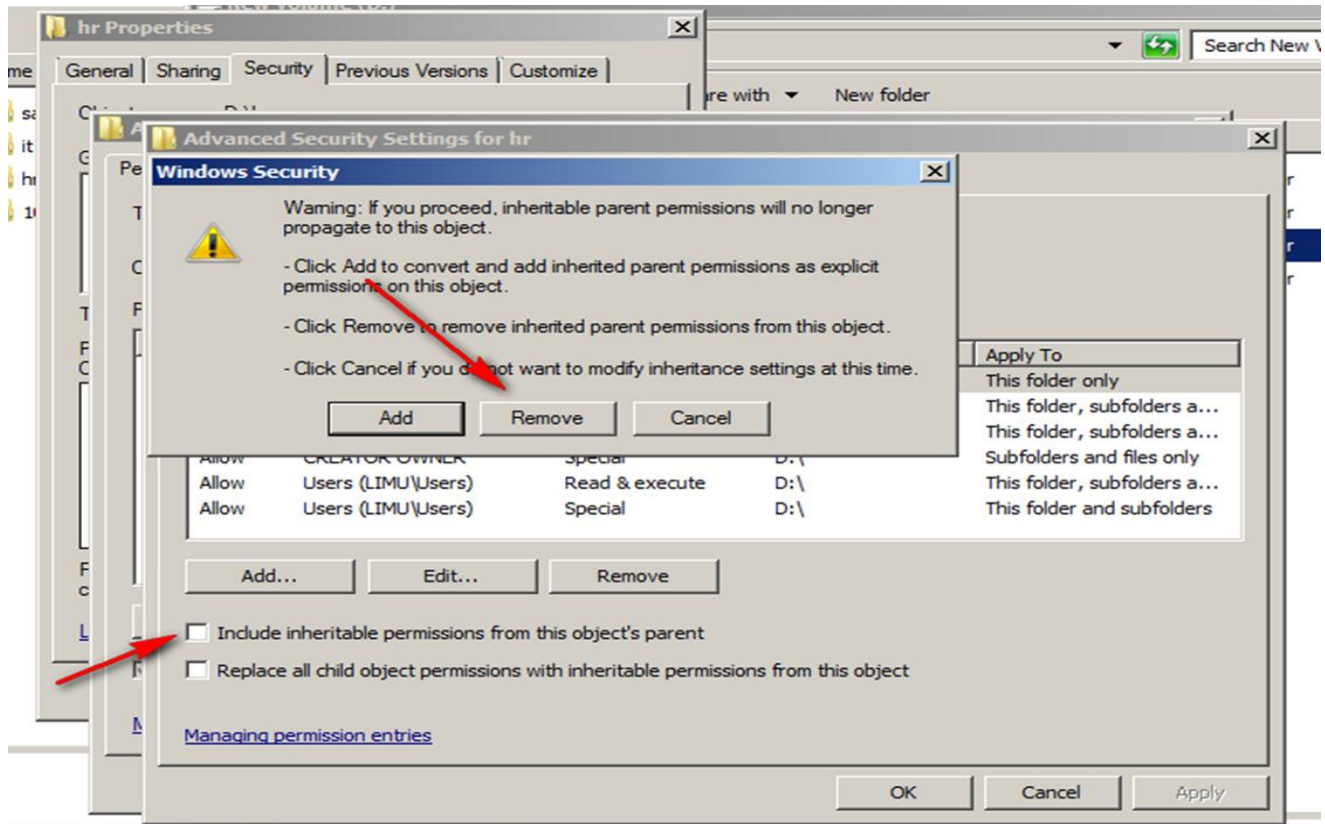 hr Properties
Search New
General Sharing Security Previous Versions Customize
New folder
with
it
Advanced Security Settings for hr
Windows Security
Warning: If you proceed, inheritable parent permissions will no longer
propagate to this object.
- Click Add to convert and add inherited parent permissions as explicit
permissions on this object.
- Click Remove to remove inherited parent permissions from this object.
- Click Cancel if you do not want to modify inheritance settings at this time.
Add Remove Cancel
Apply To
This folder only
This folder, subfolders a...
This folder, subfolders a...
Allow CREATOR OWNER Special D:\ Subfolders and files only
Allow Users (LIMU\Users) Read & execute D:\ This folder, subfolders a...
Allow Users (LIMU\Users) Special D:\ This folder and subfolders
Add... Edit... Remove
Include inheritable permissions from this object's parent
Replace all child object permissions with inheritable permissions from this object
Managing permission entries
OK Cancel Apply